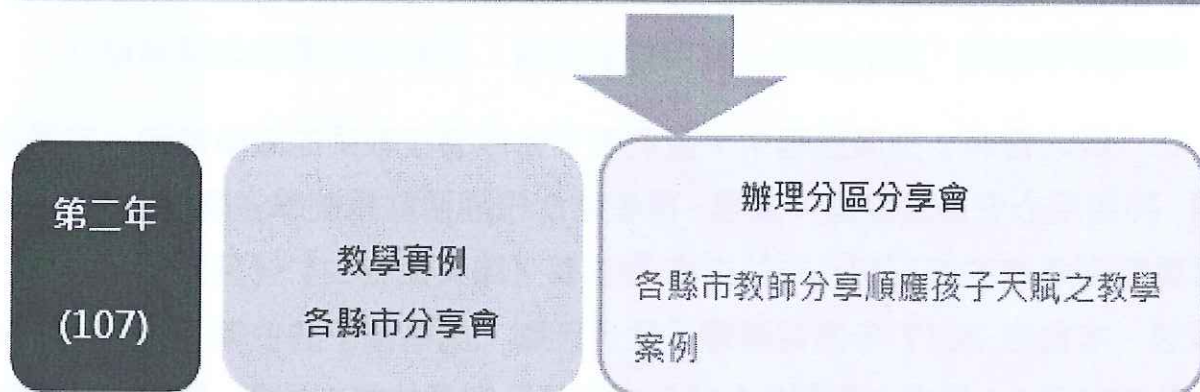 第二年
(107)
教學實例
各縣市分享會
辦理分區分享會
各縣市教師分享順應孩子天賦之教學
案例